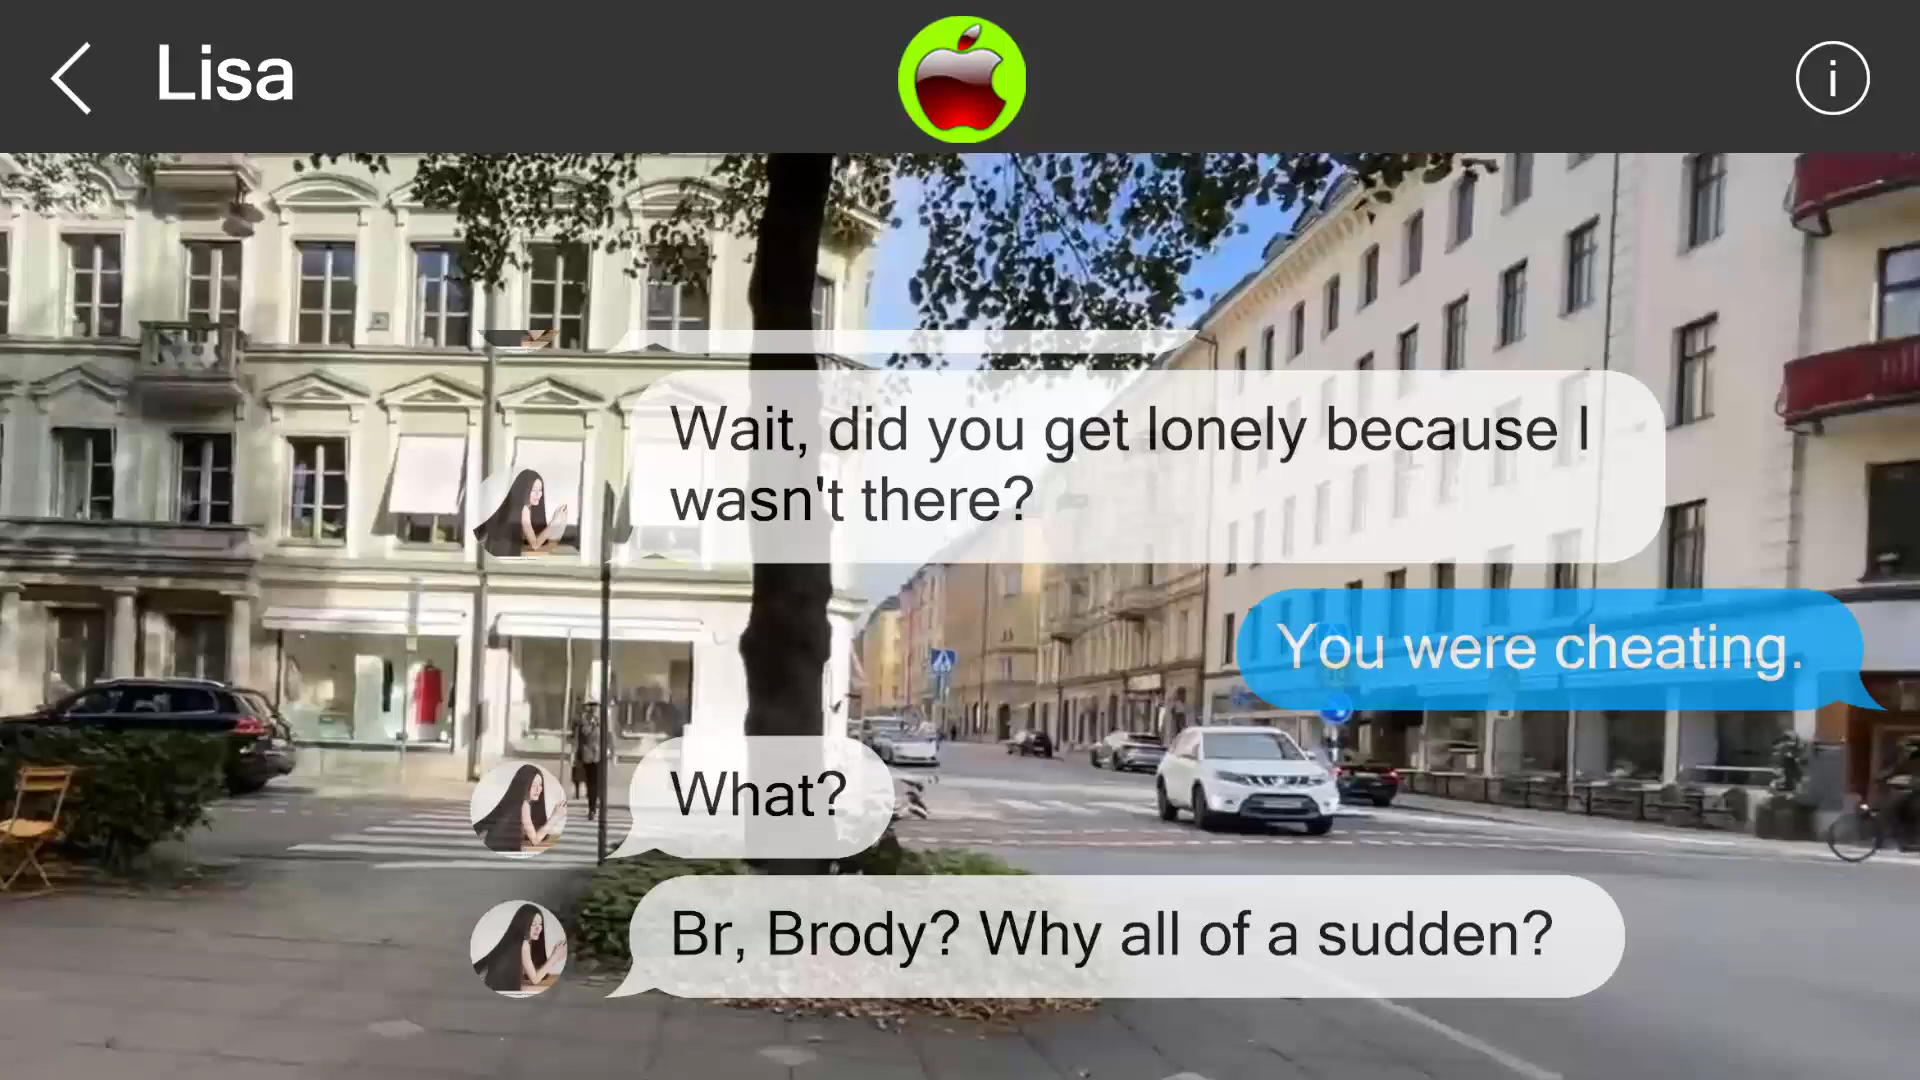 Lisa
i
Wait, did you get lonely because I
wasn't there?
You were cheating.
What?
Br, Brody? Why all of a sudden?